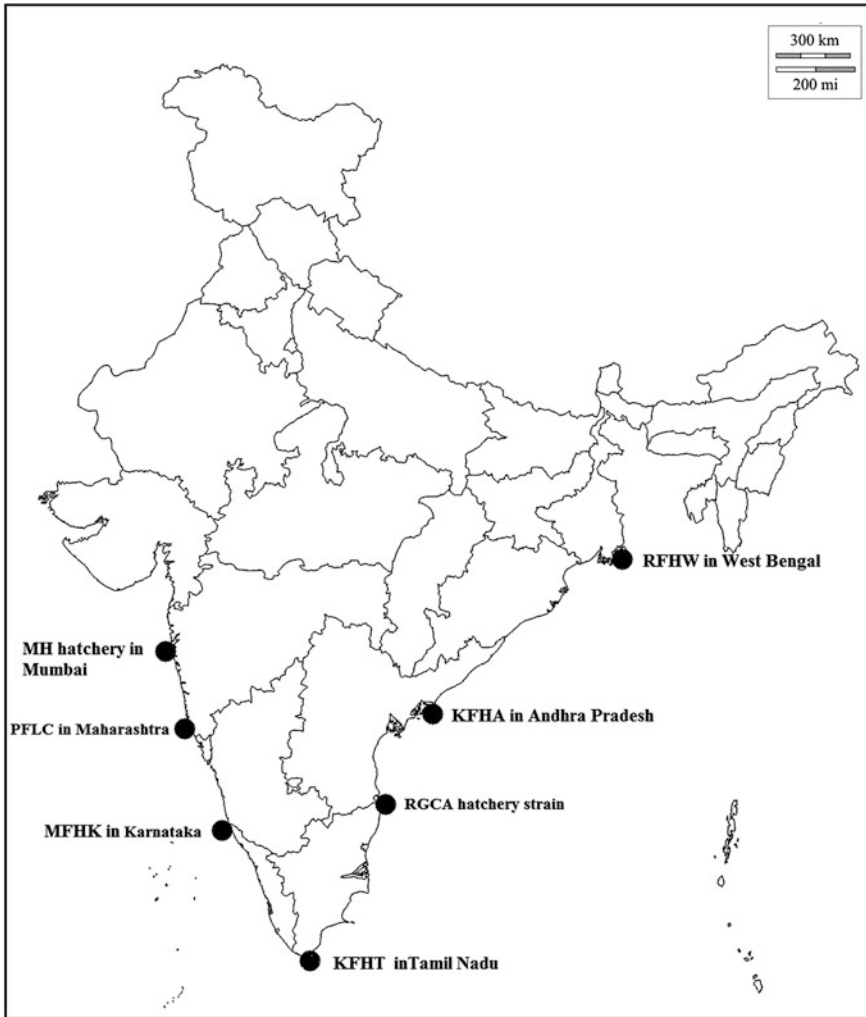 300 km
200 mi
RFHW in West Bengal
MH hatchery in
Mumbai
KFHA in Andhra Pradesh
PFLC in Maharashtra
RGCA hatchery strain
MFHK in Karnataka
KFHT inTamil Nadu